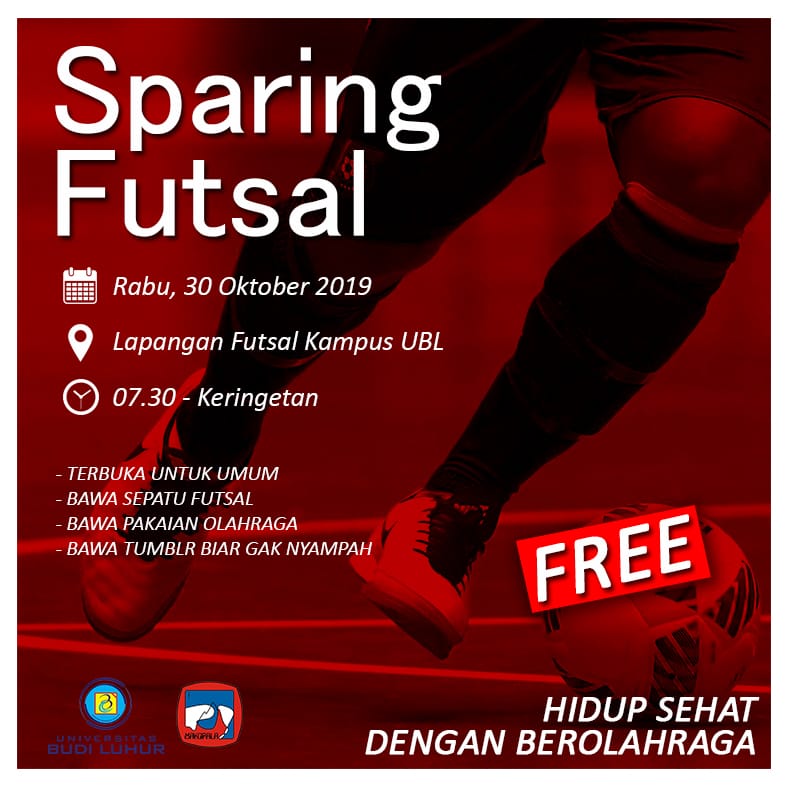 Sparing
Futsal
Rabu, 30 Oktober 2019
Lapangan Futsal Kampus UBL
07.30 - Keringetan
- TERBUKA UNTUK UMUM
- BAWA SEPATU FUTSAL
- BAWA PAKAIAN OLAHRAGA
- BAWA TUMBLR BIAR GAK NYAMPAH
FREE
UNIVERSITAS
BUDI LUHUR
MAKOPALA
HIDUP SEHAT
DENGAN BEROLAHRAGA